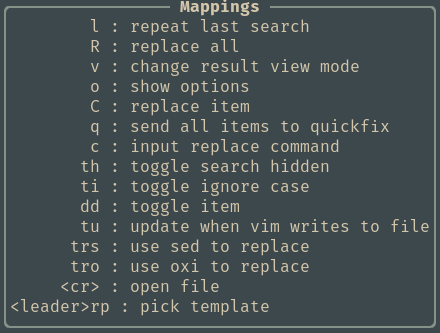 Mappings
l : repeat last search
R : replace all
v : change result view mode
o : show options
C : replace item
q : send all items to quickfix
c : input replace command
th : toggle search hidden
ti : toggle ignore case
dd : toggle item
tu : update when vim writes to file
trs : use sed to replace
tro : use oxi to replace
<cr> : open file
<leader>rp : pick template